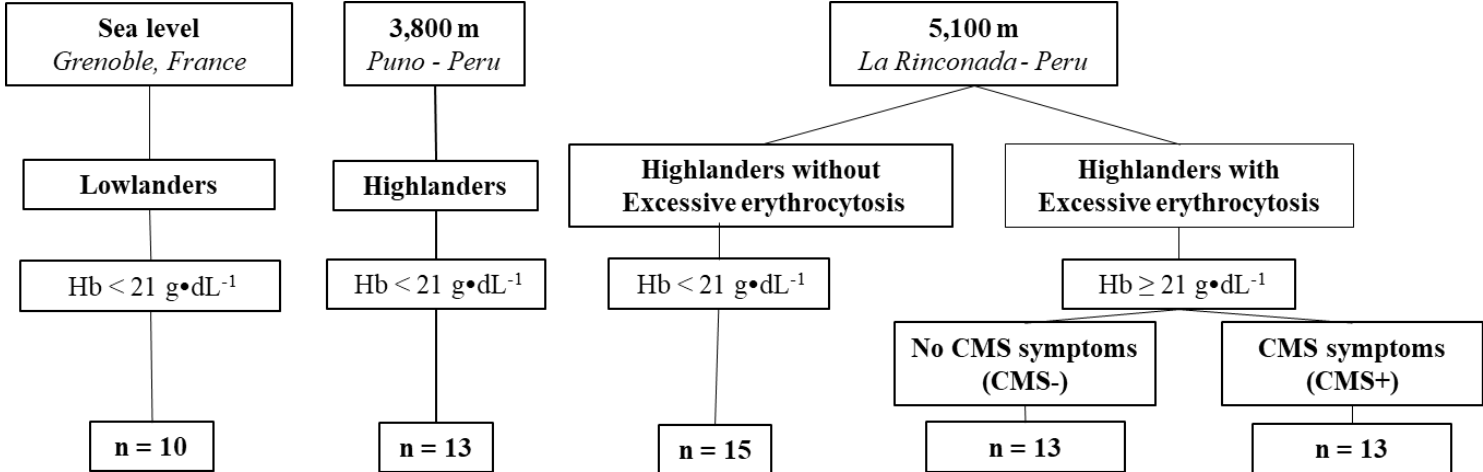 Sea level
Grenoble, France
3,800 m
Puno - Peru
5,100 m
La Rinconada - Peru
Lowlanders
Highlanders
Highlanders without
Excessive erythrocytosis
Highlanders with
Excessive erythrocytosis
Hb < 21 g•dL⁻¹
Hb < 21 g•dL⁻¹
Hb < 21 g•dL⁻¹
Hb ≥ 21 g•dL⁻¹
No CMS symptoms
(CMS-)
CMS symptoms
(CMS+)
n = 10
n = 13
n = 15
n = 13
n = 13